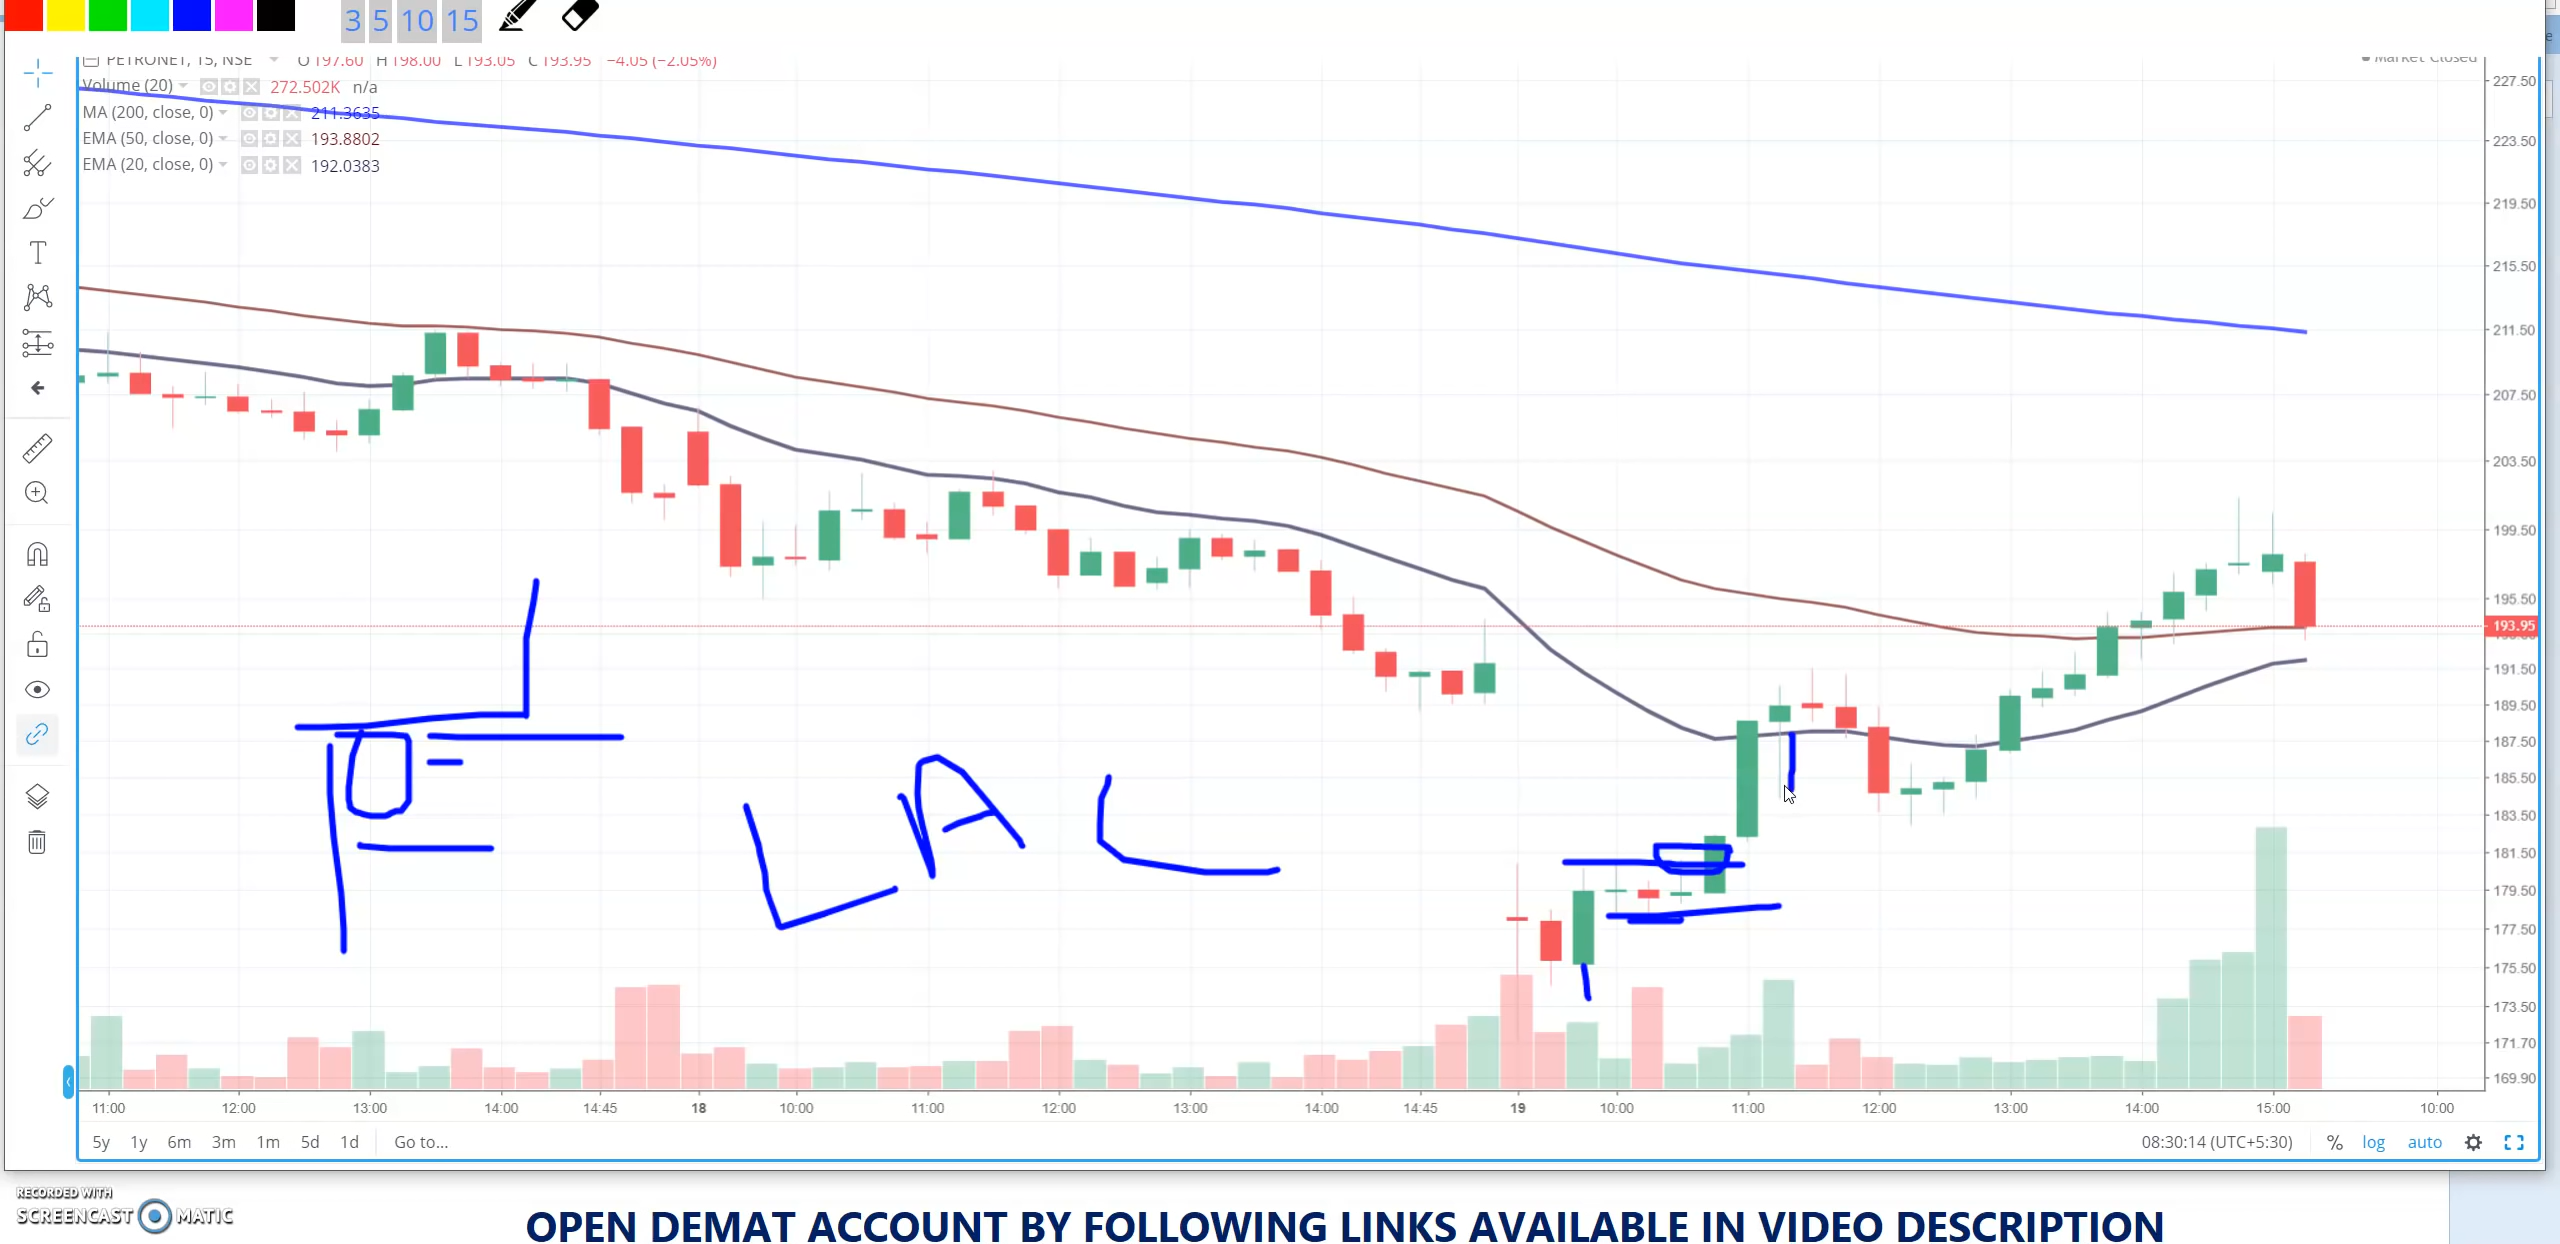 3 5 10 15
PETRONET, 15, NSE O 197.60 H 198.00 L 193.05 C 193.95 −4.05 (−2.05%)
Market Closed
Volume (20) 272.502K n/a
MA (200, close, 0) 211.3635
EMA (50, close, 0) 193.8802
EMA (20, close, 0) 192.0383
227.50
223.50
219.50
215.50
211.50
207.50
203.50
199.50
195.50
193.95
191.50
189.50
187.50
185.50
183.50
181.50
179.50
177.50
175.50
173.50
171.70
169.90
LAC
11:00 12:00 13:00 14:00 14:45 18 10:00 11:00 12:00 13:00 14:00 14:45 19 10:00 11:00 12:00 13:00 14:00 15:00 10:00
5y 1y 6m 3m 1m 5d 1d Go to... 08:30:14 (UTC+5:30) % log auto
RECORDED WITH
SCREENCAST MATIC
OPEN DEMAT ACCOUNT BY FOLLOWING LINKS AVAILABLE IN VIDEO DESCRIPTION